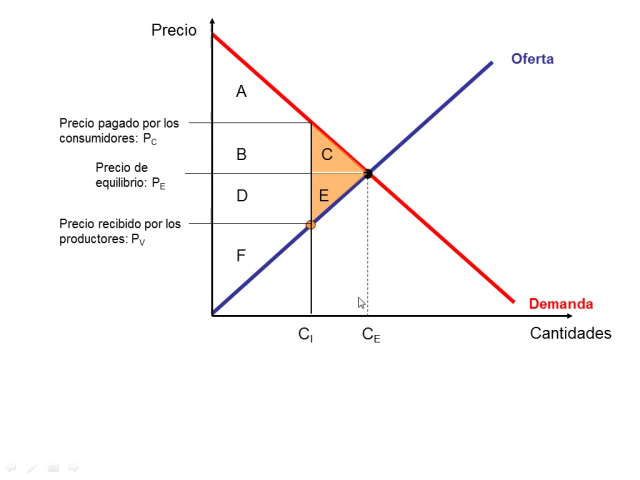 Precio
Oferta
A
Precio pagado por los
consumidores: PC
B
C
Precio de
equilibrio: PE
D
E
Precio recibido por los
productores: PV
F
Demanda
CI
CE
Cantidades